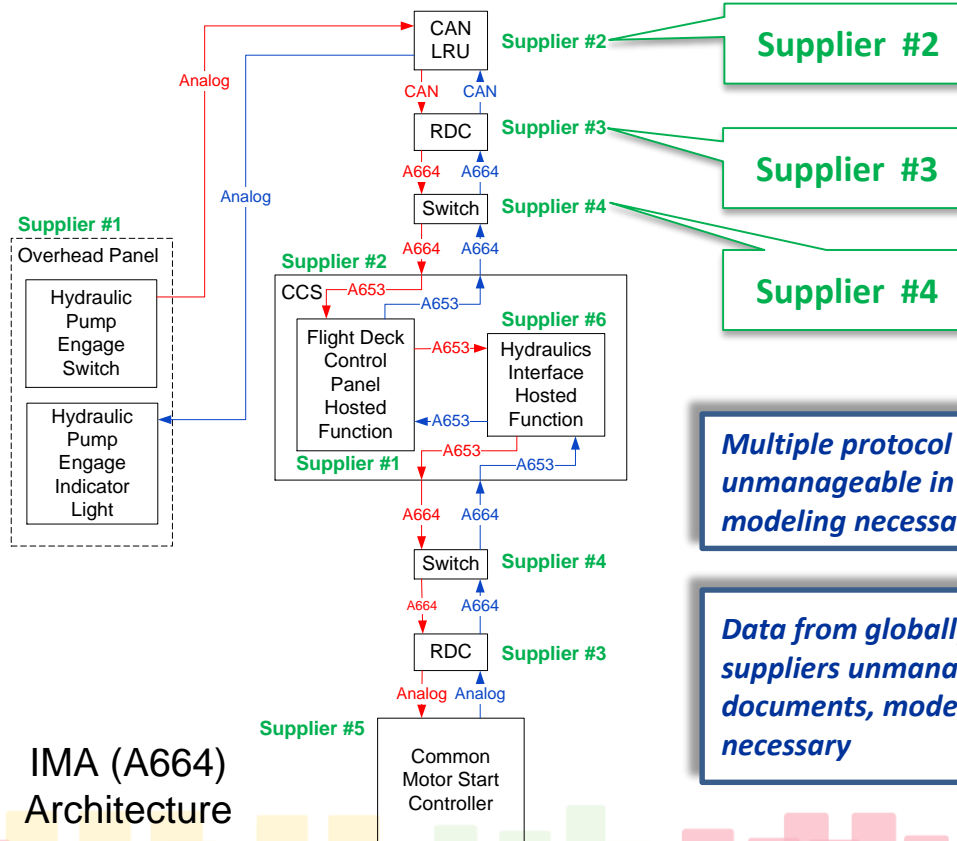 CAN
LRU
Supplier #2
Supplier #2
Analog
CAN
CAN
RDC
Supplier #3
Supplier #3
A664
A664
Analog
Switch
Supplier #4
Supplier #4
Supplier #1
Overhead Panel
Hydraulic
Pump
Engage
Switch
Hydraulic
Pump
Engage
Indicator
Light
A664
A664
Supplier #2
CCS
A653
A653
Supplier #6
Flight Deck
Control
Panel
Hosted
Function
A653
Hydraulics
Interface
Hosted
Function
A653
A653
Supplier #1
A653
A664
A664
Switch
Supplier #4
A664
A664
RDC
Supplier #3
Analog
Analog
Supplier #5
Common
Motor Start
Controller
Multiple protocol
unmanageable in
modeling necessa
Data from globall
suppliers unmana
documents, mode
necessary
IMA (A664)
Architecture